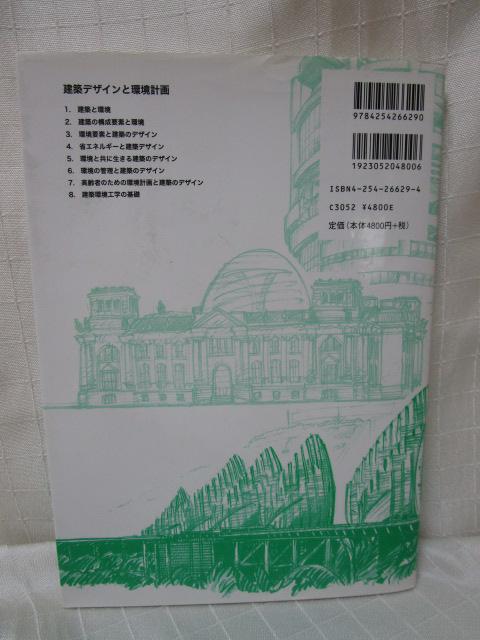 建築デザインと環境計画
1. 建築と環境
2. 建築の構成要素と環境
3. 環境要素と建築のデザイン
4. 省エネルギーと建築デザイン
5. 環境と共に生きる建築のデザイン
6. 環境の管理と建築のデザイン
7. 高齢者のための環境計画と建築のデザイン
8. 建築環境工学の基礎
9784254266290
1923052048006
ISBN4-254-26629-4
C3052 ¥4800E
定価(本体4800円+税)